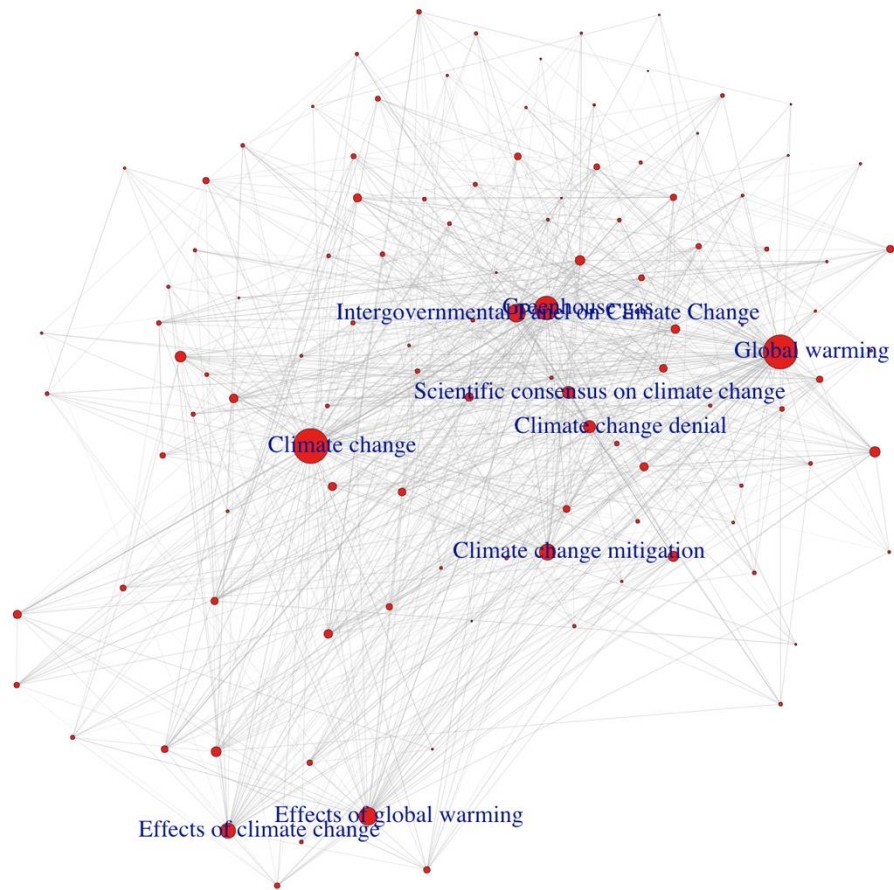 Greenhouse gas
Intergovernmental Panel on Climate Change
Global warming
Scientific consensus on climate change
Climate change denial
Climate change
Climate change mitigation
Effects of global warming
Effects of climate change